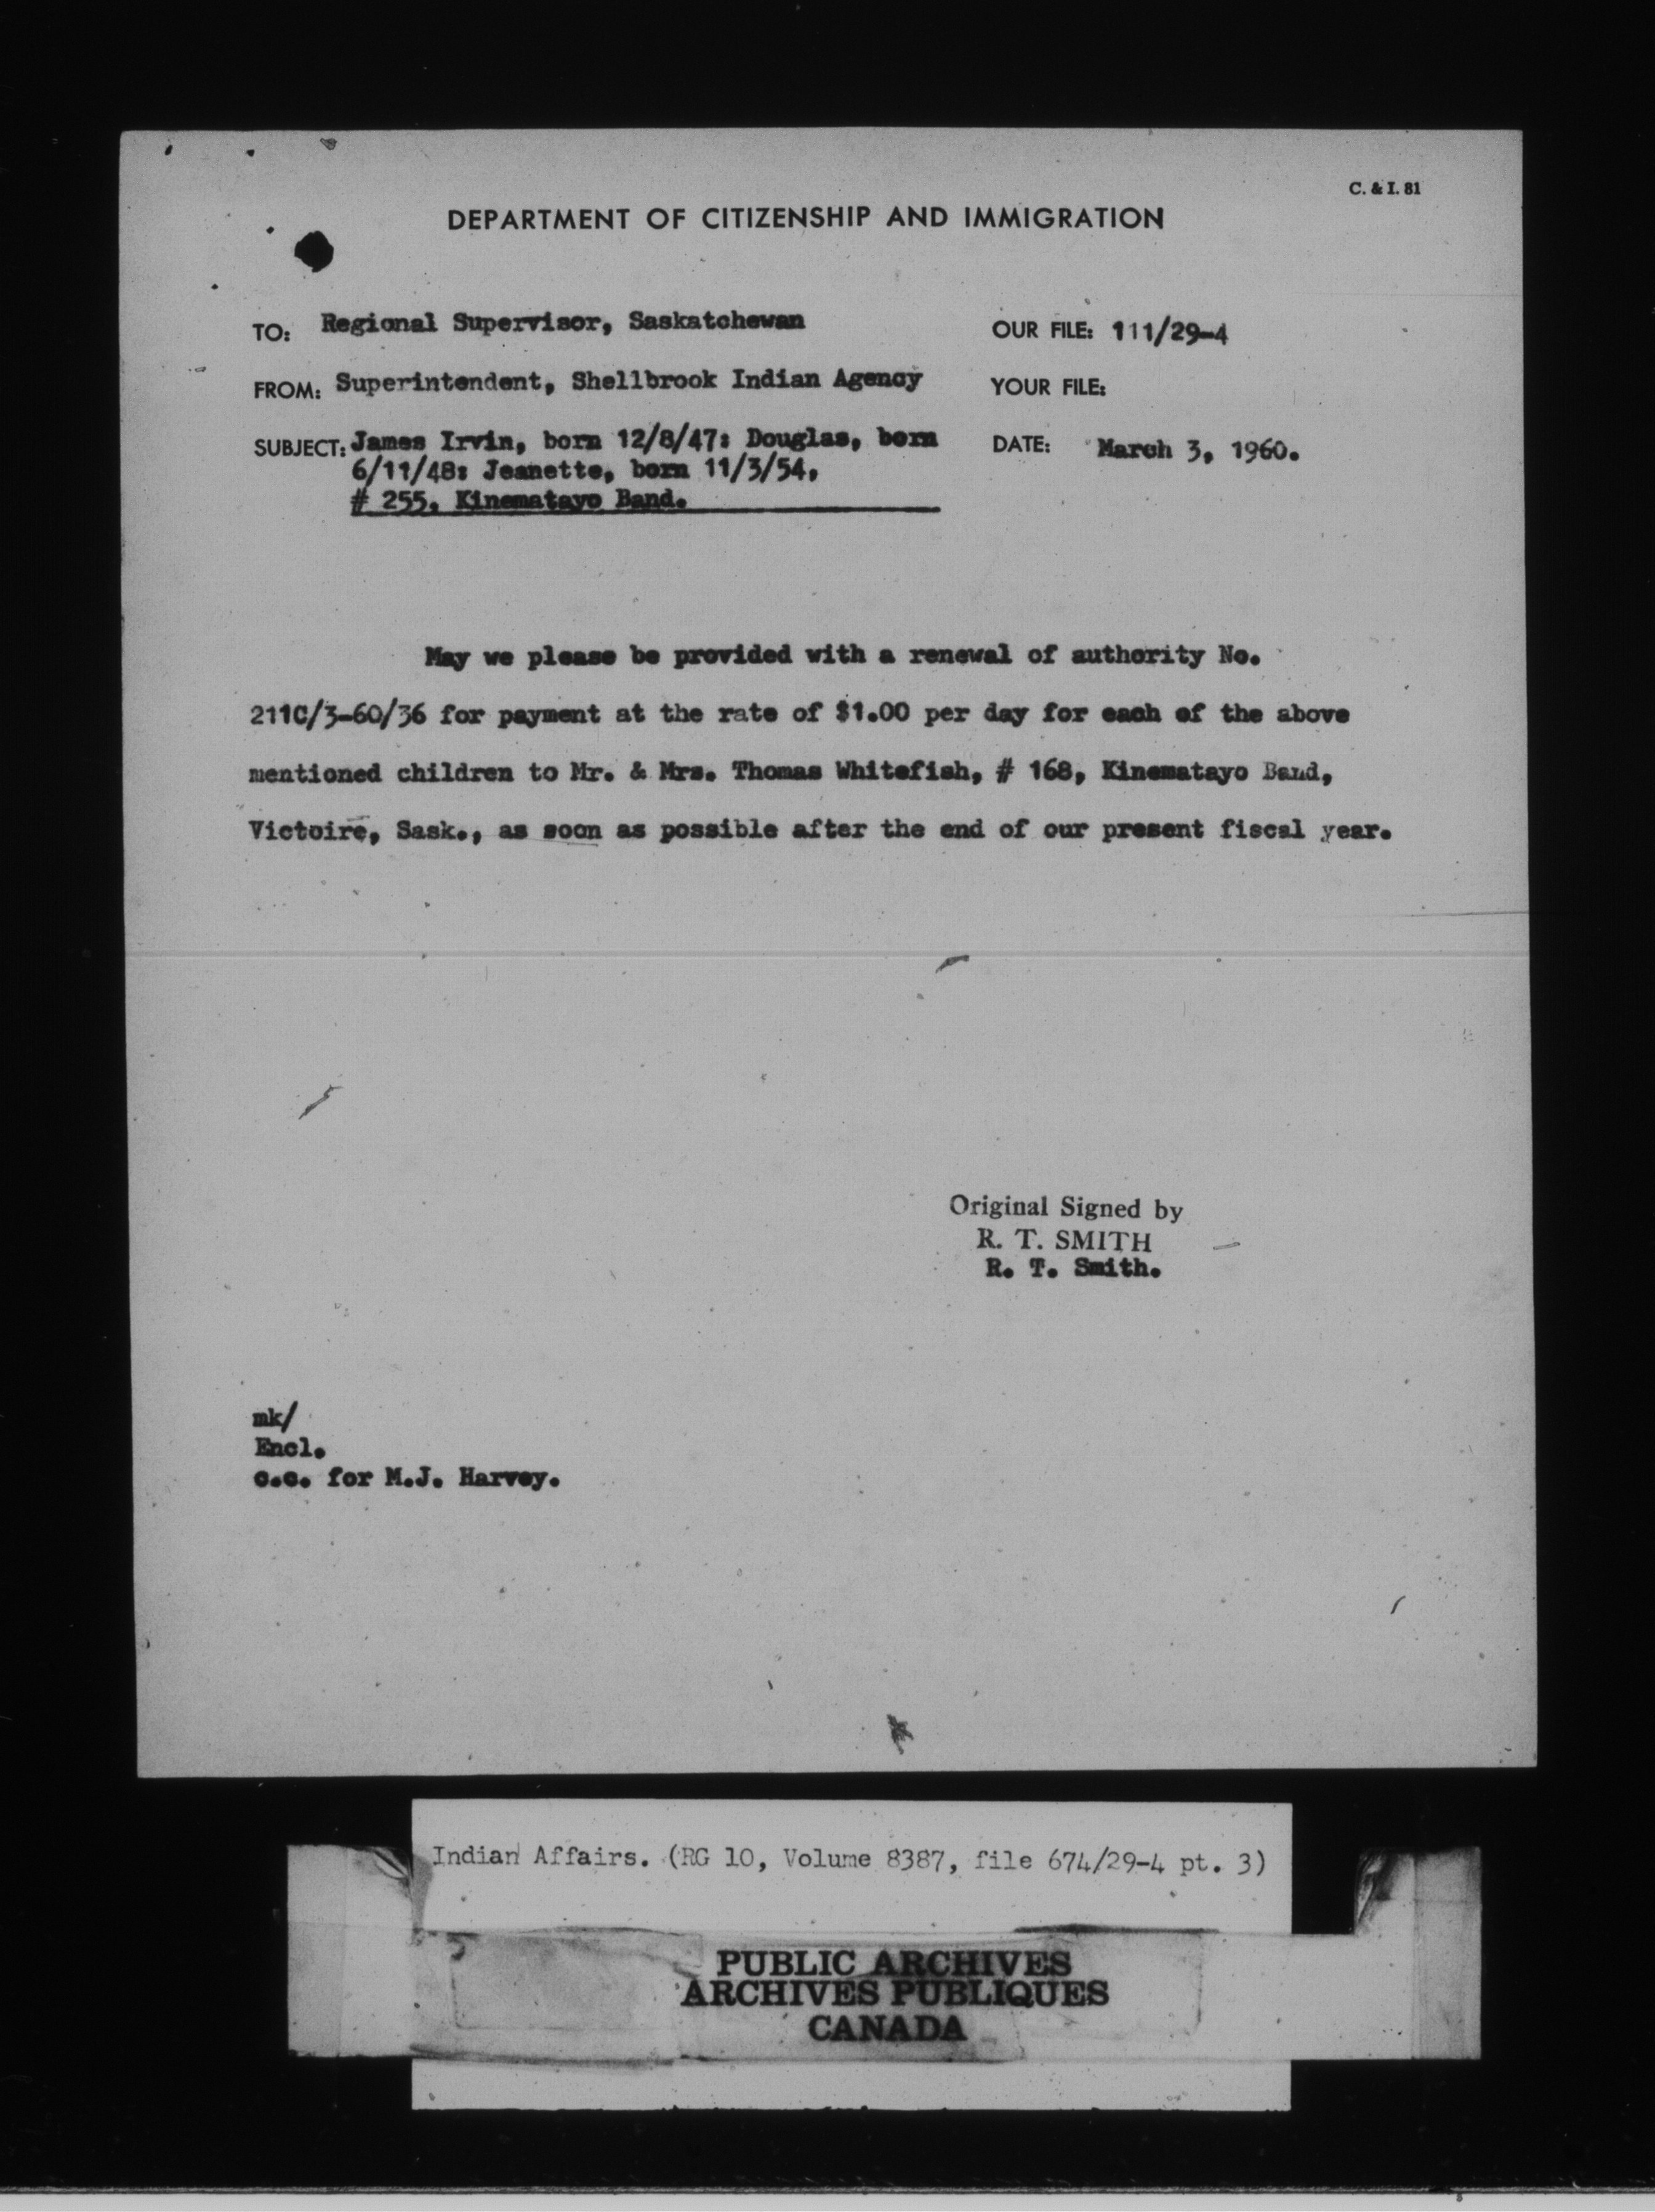 C. & I. 81
DEPARTMENT OF CITIZENSHIP AND IMMIGRATION
TO: Regional Supervisor, Saskatchewan
OUR FILE: 111/29-4
FROM: Superintendent, Shellbrook Indian Agency
YOUR FILE:
SUBJECT: James Irvin, born 12/8/47: Douglas, born
6/11/48: Jeanette, born 11/3/54,
# 255, Kinematayo Band.
DATE: March 3, 1960.
May we please be provided with a renewal of authority No.
211C/3-60/36 for payment at the rate of $1.00 per day for each of the above
mentioned children to Mr. & Mrs. Thomas Whitefish, # 168, Kinematayo Band,
Victoire, Sask., as soon as possible after the end of our present fiscal year.
Original Signed by
R. T. SMITH
R. T. Smith.
mk/
Encl.
c.c. for M.J. Harvey.
Indian Affairs. (RG 10, Volume 8387, file 674/29-4 pt. 3)
PUBLIC ARCHIVES
ARCHIVES PUBLIQUES
CANADA